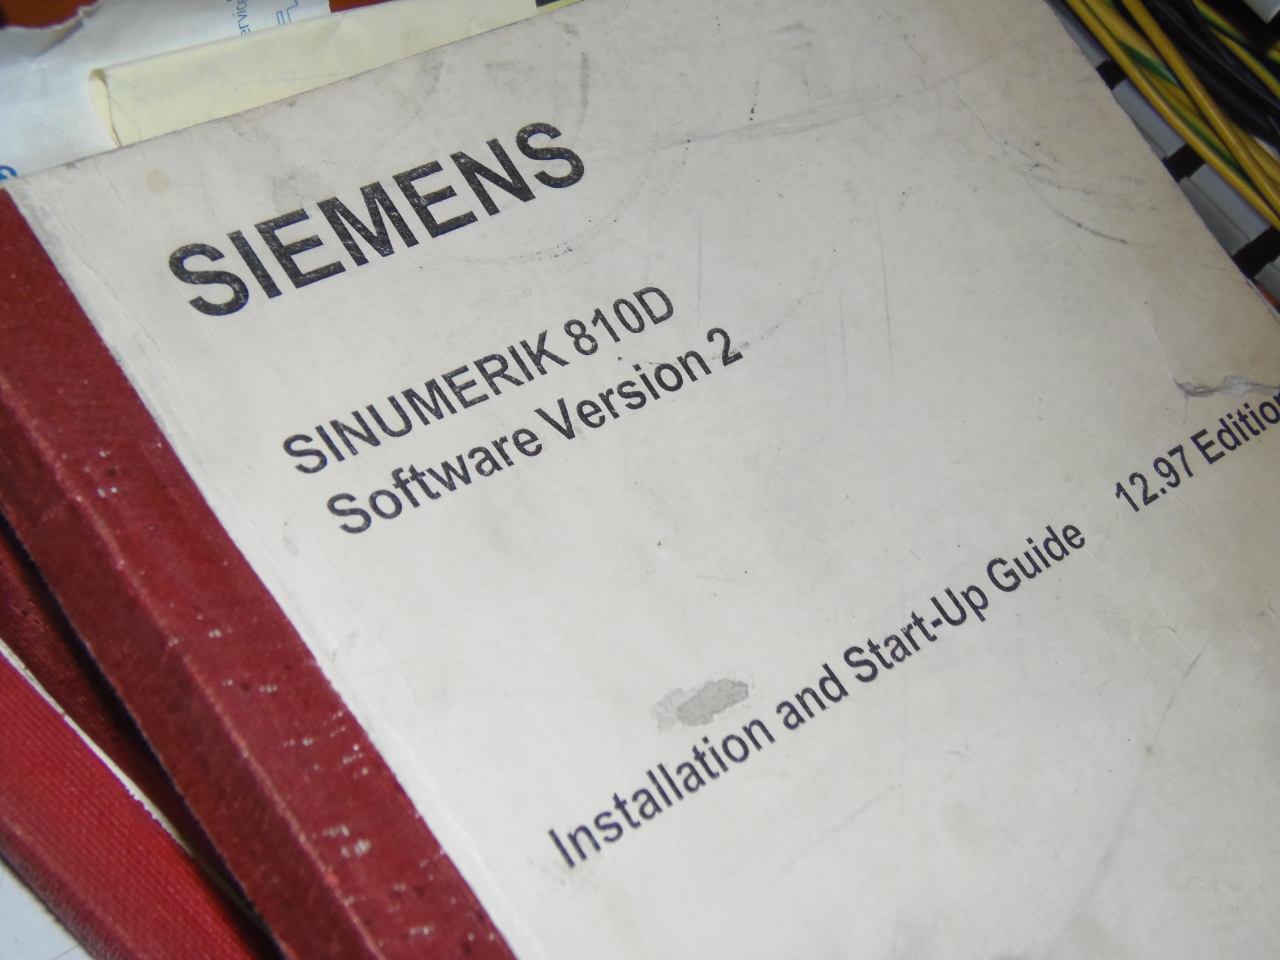 SIEMENS
SINUMERIK 810D
Software Version 2
Installation and Start-Up Guide 12.97 Edition